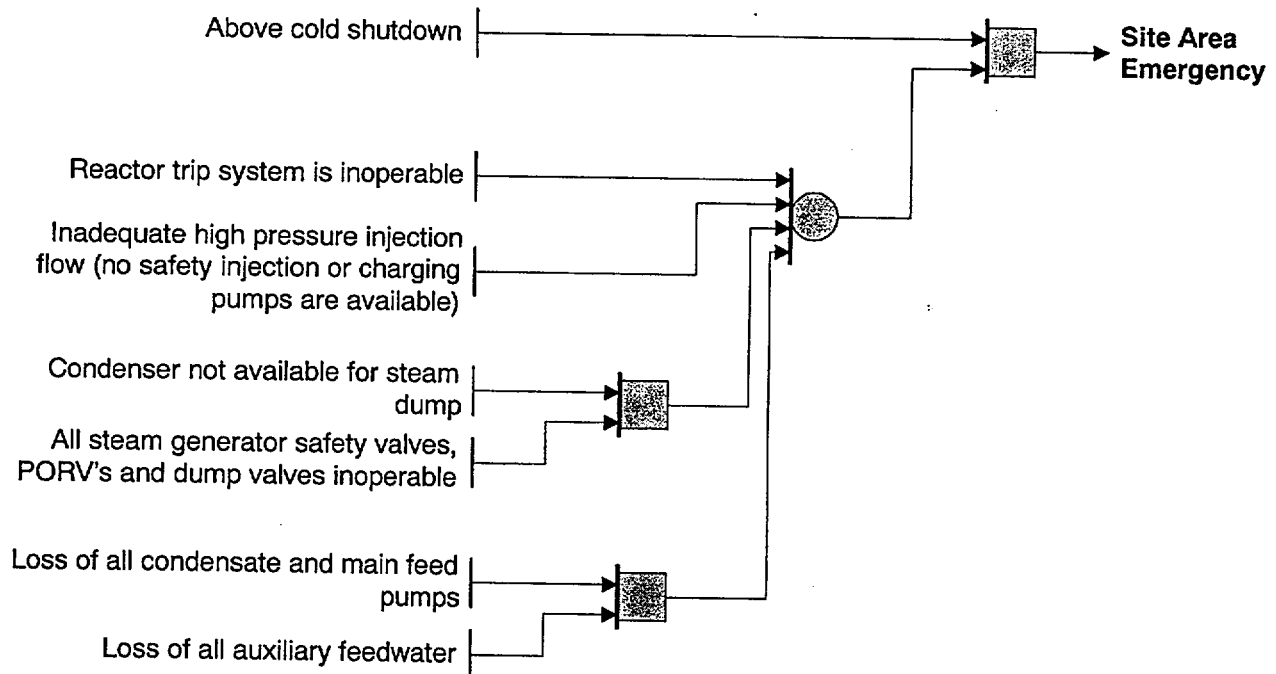 Above cold shutdown
Site Area
Emergency
Reactor trip system is inoperable
Inadequate high pressure injection
flow (no safety injection or charging
pumps are available)
Condenser not available for steam
dump
All steam generator safety valves,
PORV's and dump valves inoperable
Loss of all condensate and main feed
pumps
Loss of all auxiliary feedwater